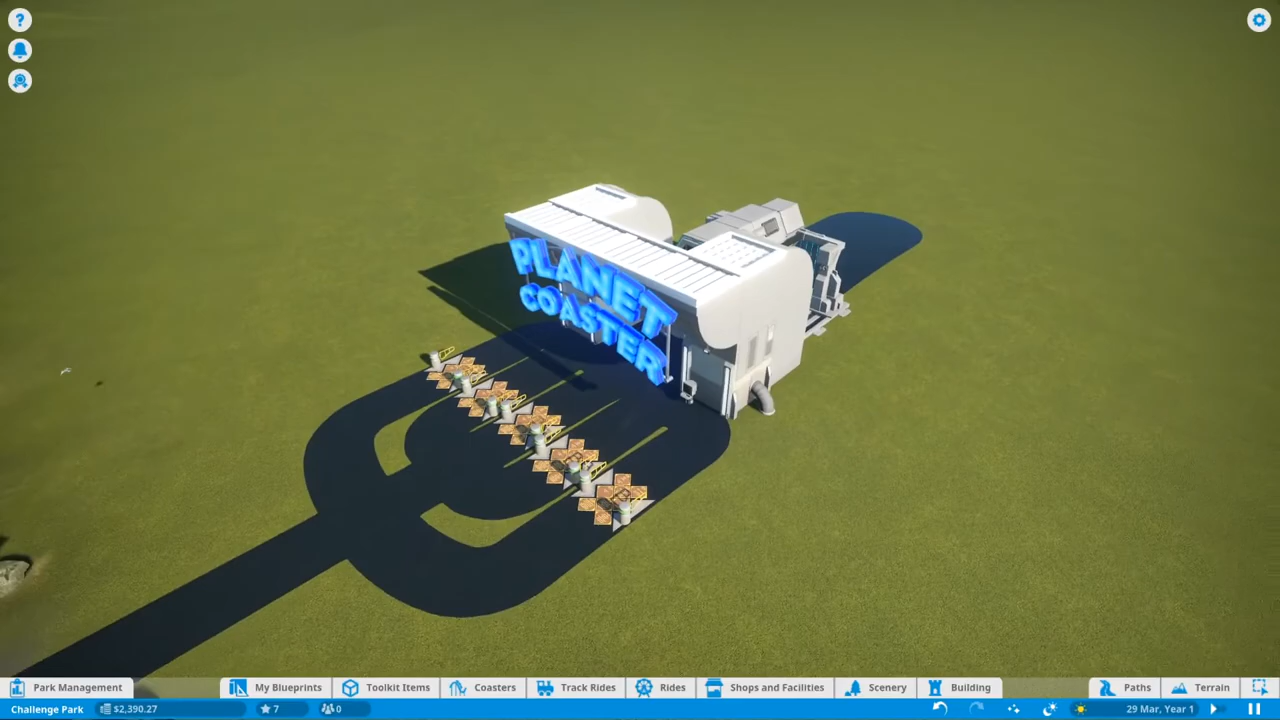 ?
PLANET
COASTER
Park Management
My Blueprints
Toolkit Items
Coasters
Track Rides
Rides
Shops and Facilities
Scenery
Building
Paths
Terrain
Challenge Park
$2,390.27
7
0
29 Mar, Year 1